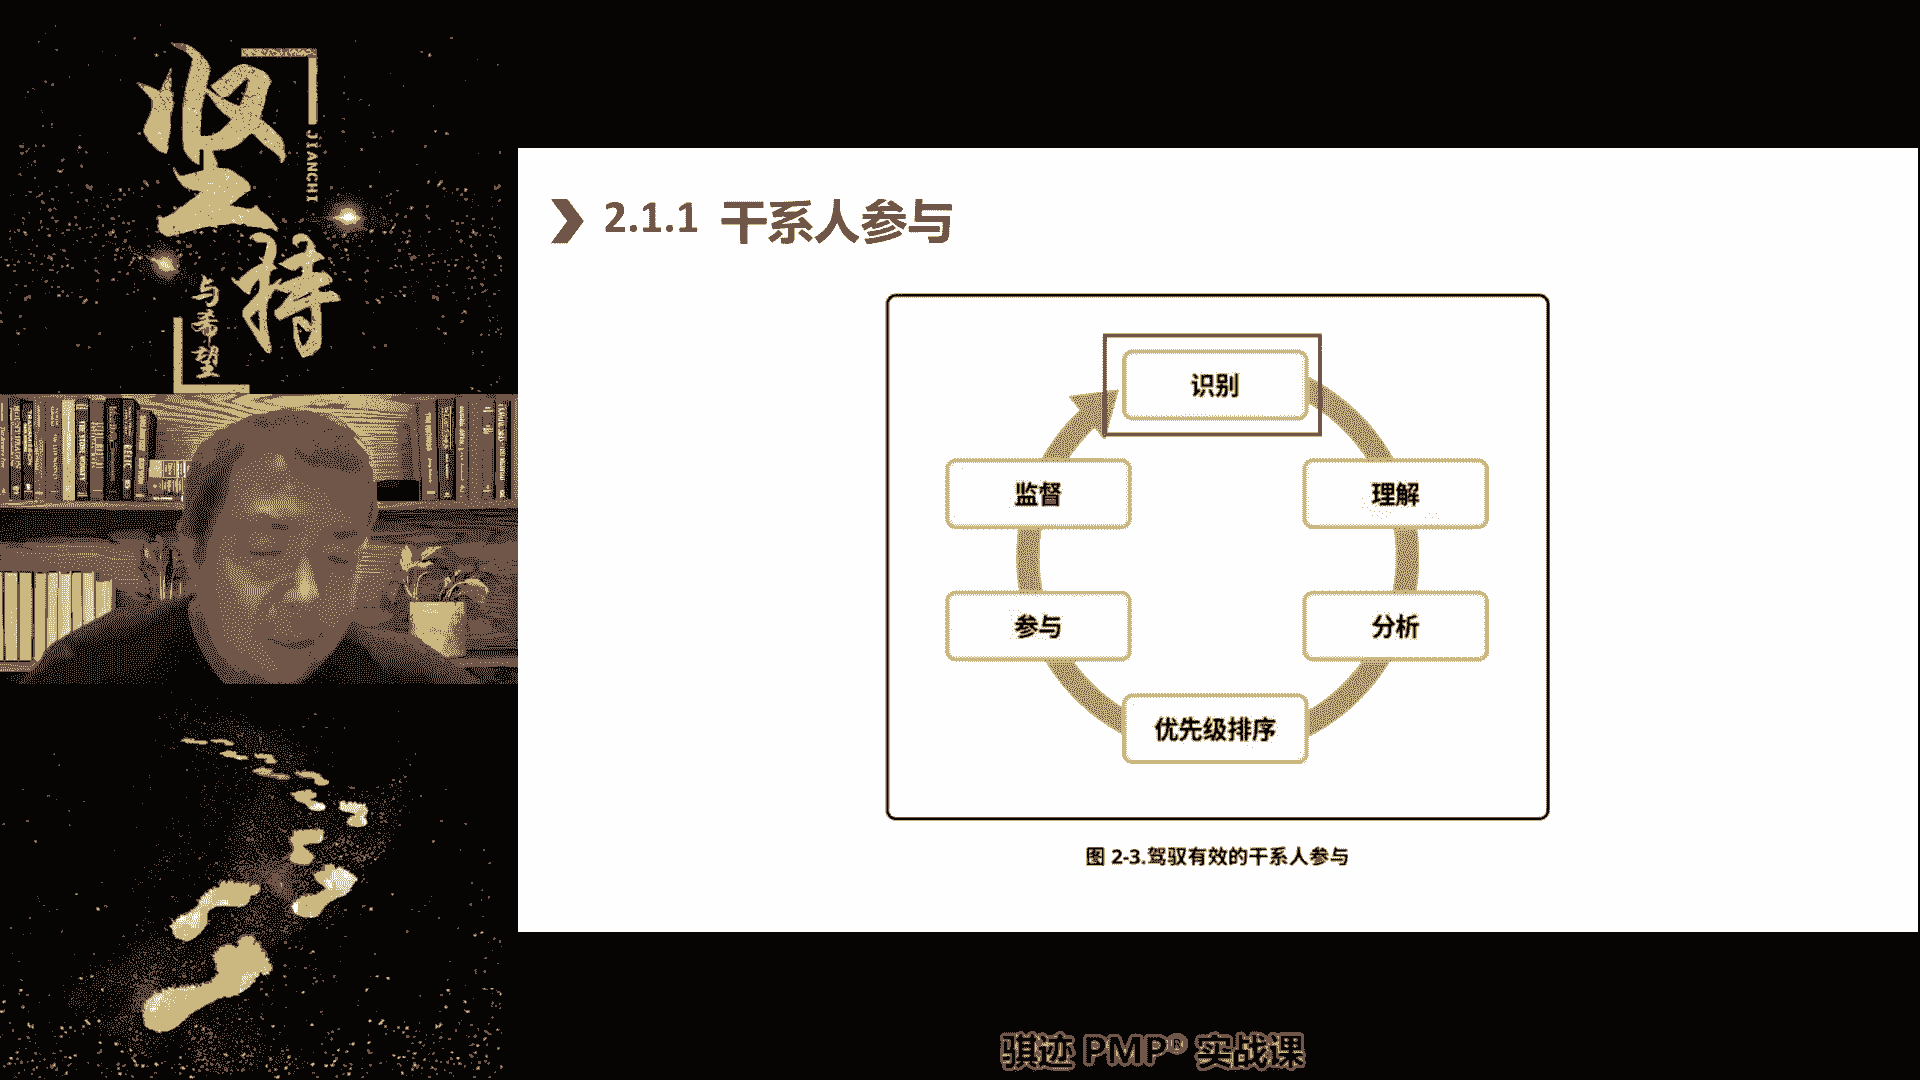 坚
持
JIANCHI
与希望
2.1.1 干系人参与
识别
理解
分析
优先级排序
参与
监督
图 2-3.驾驭有效的干系人参与
骐迹 PMP® 实战课